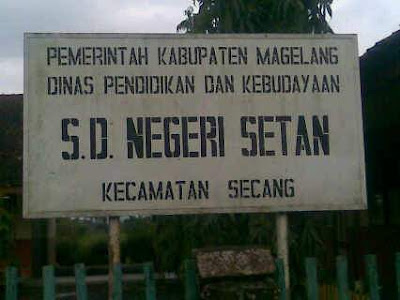 PEMERINTAH KABUPATEN MAGELANG
DINAS PENDIDIKAN DAN KEBUDAYAAN
S.D. NEGERI SETAN
KECAMATAN SECANG